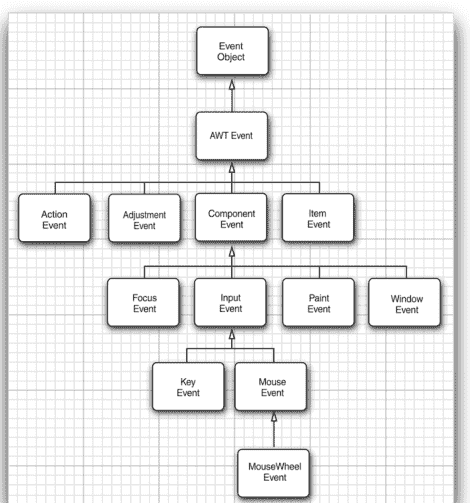 Event
Object
AWT Event
Action
Event
Adjustment
Event
Component
Event
Item
Event
Focus
Event
Input
Event
Paint
Event
Window
Event
Key
Event
Mouse
Event
MouseWheel
Event